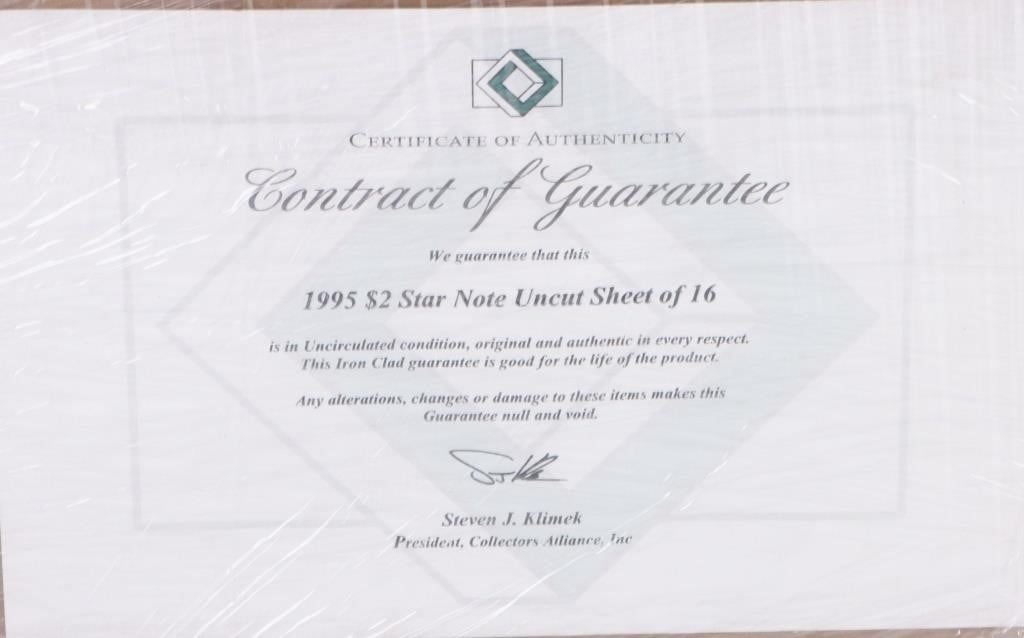 CERTIFICATE OF AUTHENTICITY
Contract of Guarantee
We guarantee that this
1995 $2 Star Note Uncut Sheet of 16
is in Uncirculated condition, original and authentic in every respect.
This Iron Clad guarantee is good for the life of the product.
Any alterations, changes or damage to these items makes this
Guarantee null and void.
Steven J. Klimek
President, Collectors Alliance, Inc